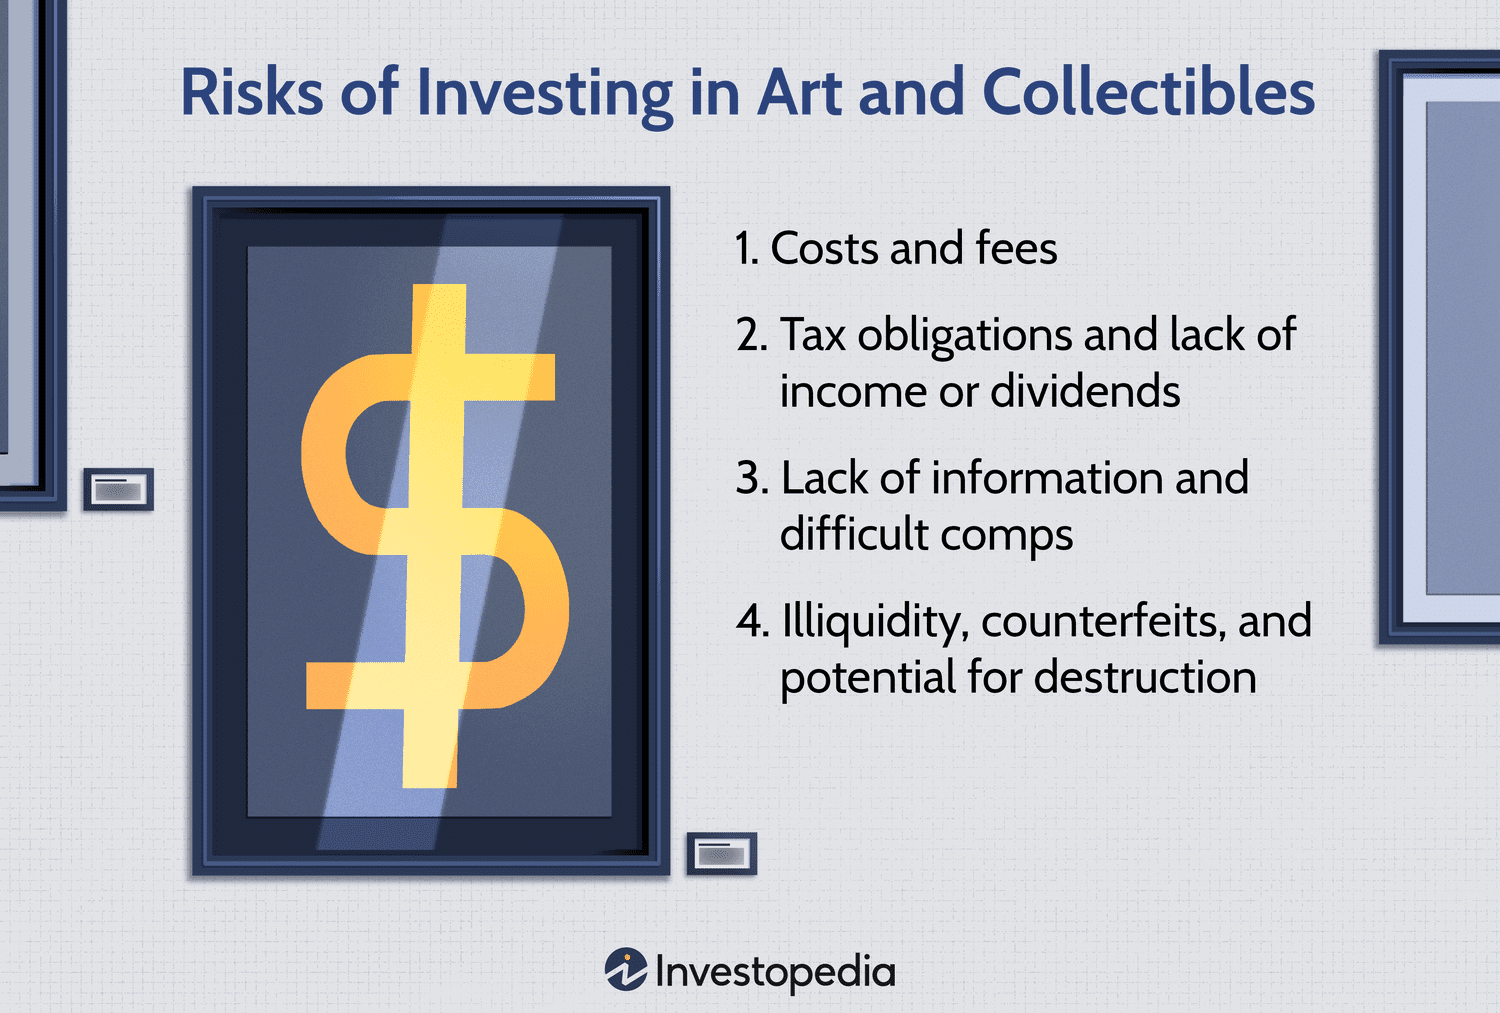 Risks of Investing in Art and Collectibles
1. Costs and fees
2. Tax obligations and lack of
income or dividends
3. Lack of information and
difficult comps
4. Illiquidity, counterfeits, and
potential for destruction
Investopedia